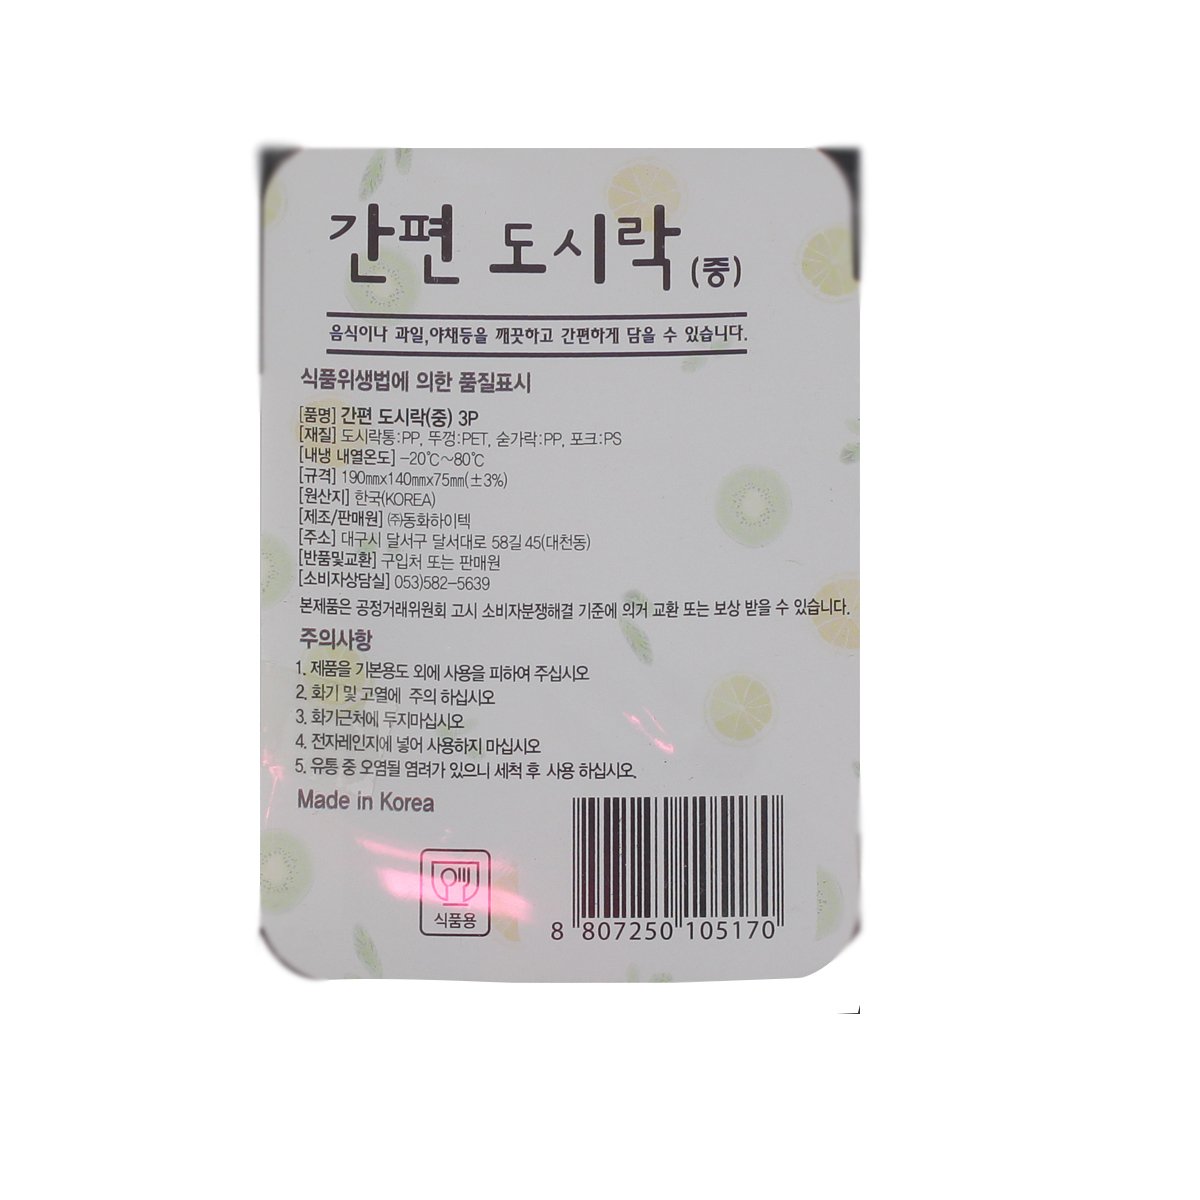 간편 도시락(중)
음식이나 과일,야채등을 깨끗하고 간편하게 담을 수 있습니다.
식품위생법에 의한 품질표시
[품명] 간편 도시락(중) 3P
[재질] 도시락통:PP, 뚜껑:PET, 숟가락:PP, 포크:PS
[내냉 내열온도] -20℃~80℃
[규격] 190㎜x140㎜x75㎜(±3%)
[원산지] 한국(KOREA)
[제조/판매원] ㈜동화하이텍
[주소] 대구시 달서구 달서대로 58길 45(대천동)
[반품및교환] 구입처 또는 판매원
[소비자상담실] 053)582-5639
본제품은 공정거래위원회 고시 소비자분쟁해결 기준에 의거 교환 또는 보상 받을 수 있습니다.
주의사항
1. 제품을 기본용도 외에 사용을 피하여 주십시오
2. 화기 및 고열에 주의 하십시오
3. 화기근처에 두지마십시오
4. 전자레인지에 넣어 사용하지 마십시오
5. 유통 중 오염될 염려가 있으니 세척 후 사용 하십시오.
Made in Korea
식품용
8 807250 105170